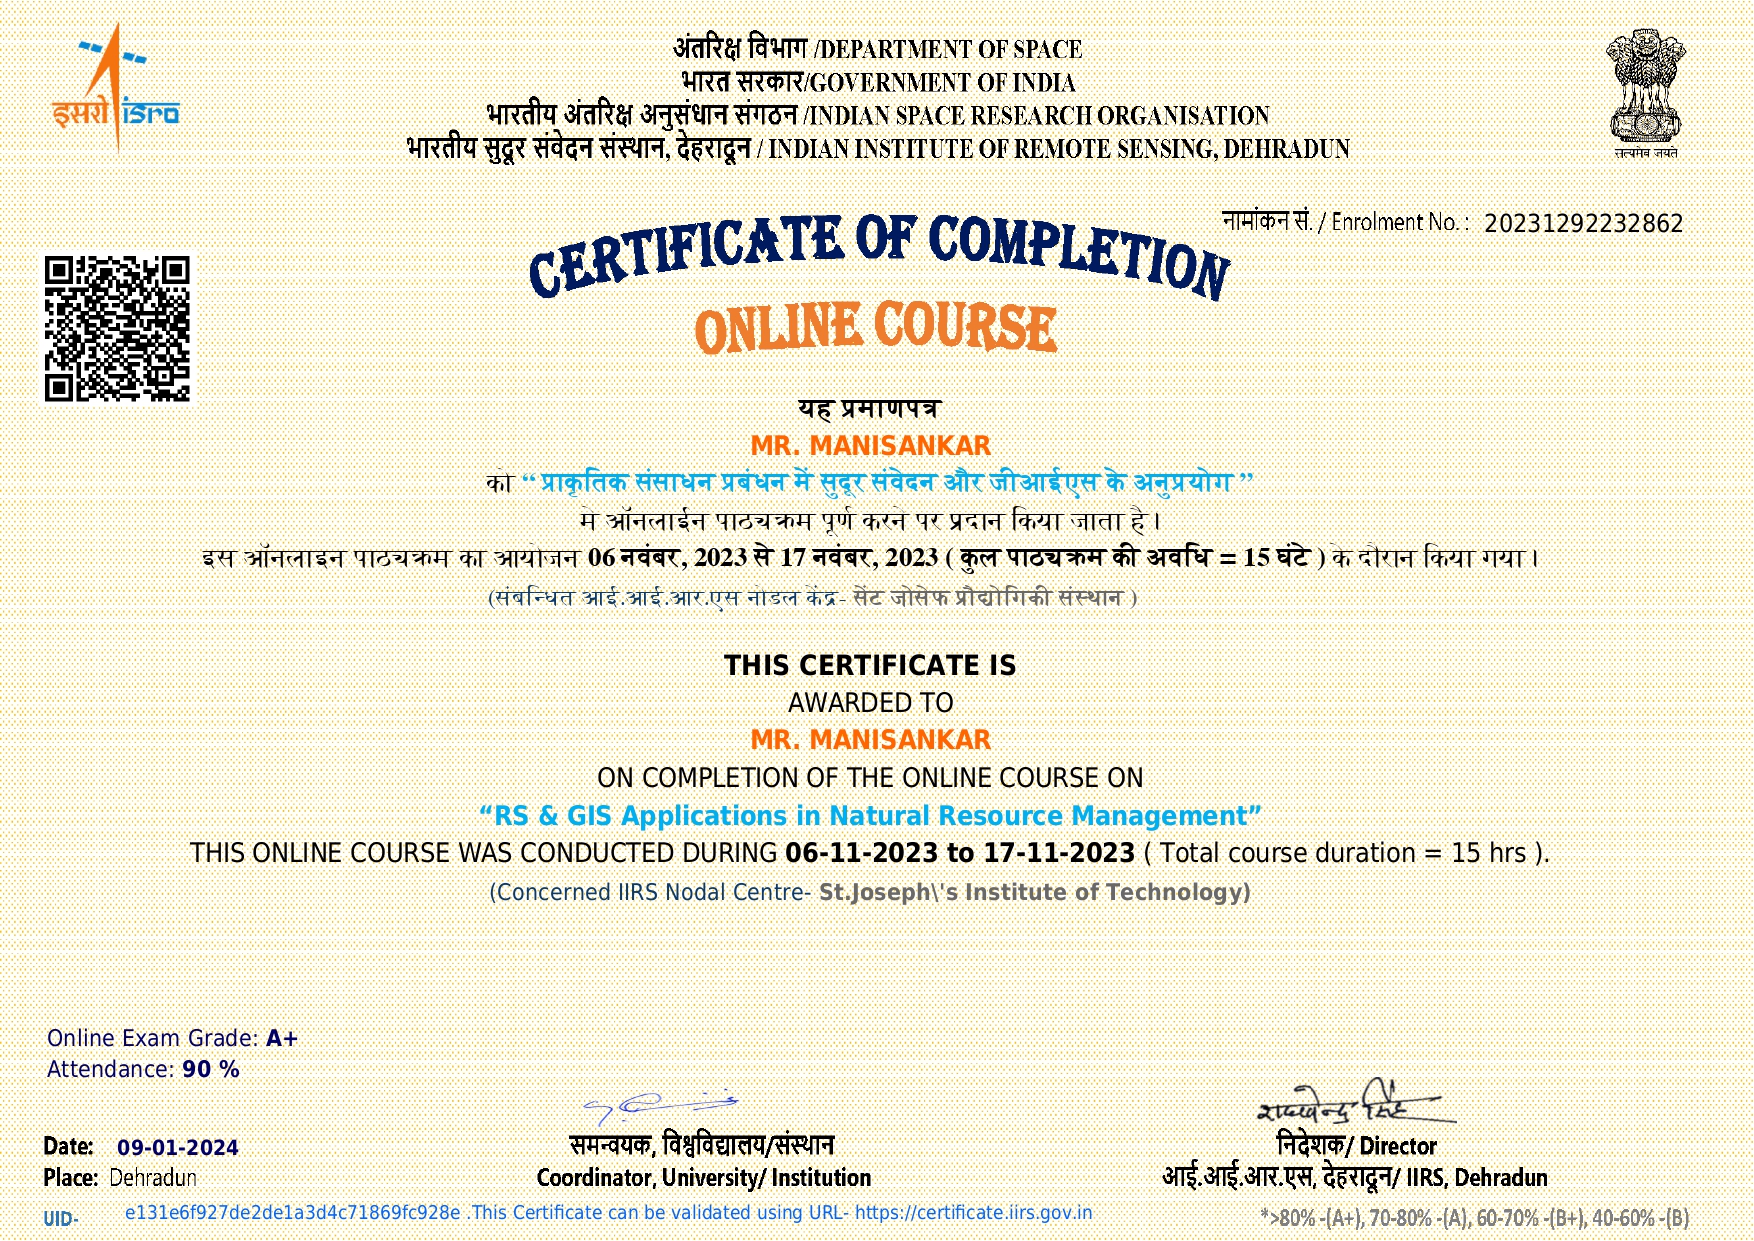 इसरो isro
अंतरिक्ष विभाग /DEPARTMENT OF SPACE
भारत सरकार/GOVERNMENT OF INDIA
भारतीय अंतरिक्ष अनुसंधान संगठन /INDIAN SPACE RESEARCH ORGANISATION
भारतीय सुदूर संवेदन संस्थान, देहरादून / INDIAN INSTITUTE OF REMOTE SENSING, DEHRADUN
सत्यमेव जयते
नामांकन सं. / Enrolment No. : 20231292232862
CERTIFICATE OF COMPLETION
ONLINE COURSE
यह प्रमाणपत्र
MR. MANISANKAR
को “ प्राकृतिक संसाधन प्रबंधन में सुदूर संवेदन और जीआईएस के अनुप्रयोग ”
मे ऑनलाईन पाठ्यक्रम पूर्ण करने पर प्रदान किया जाता है ।
इस ऑनलाइन पाठ्यक्रम का आयोजन 06 नवंबर, 2023 से 17 नवंबर, 2023 ( कुल पाठ्यक्रम की अवधि = 15 घंटे ) के दौरान किया गया ।
(संबन्धित आई.आई.आर.एस नोडल केंद्र- सेंट जोसेफ प्रौद्योगिकी संस्थान )
THIS CERTIFICATE IS
AWARDED TO
MR. MANISANKAR
ON COMPLETION OF THE ONLINE COURSE ON
“RS & GIS Applications in Natural Resource Management”
THIS ONLINE COURSE WAS CONDUCTED DURING 06-11-2023 to 17-11-2023 ( Total course duration = 15 hrs ).
(Concerned IIRS Nodal Centre- St.Joseph\'s Institute of Technology)
Online Exam Grade: A+
Attendance: 90 %
Date: 09-01-2024
Place: Dehradun
समन्वयक, विश्वविद्यालय/संस्थान
Coordinator, University/ Institution
निदेशक/ Director
आई.आई.आर.एस, देहरादून/ IIRS, Dehradun
UID- e131e6f927de2de1a3d4c71869fc928e .This Certificate can be validated using URL- https://certificate.iirs.gov.in
*>80% -(A+), 70-80% -(A), 60-70% -(B+), 40-60% -(B)